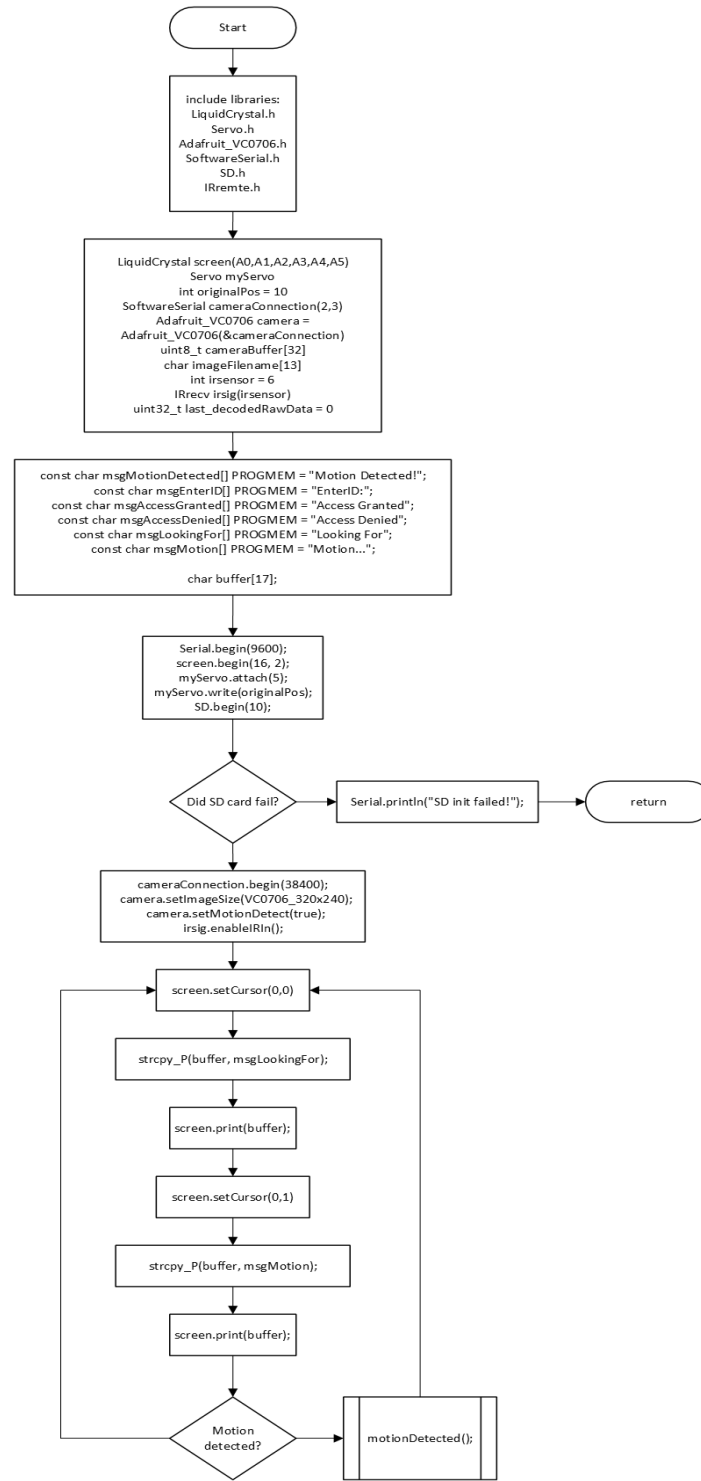 Start
include libraries:
LiquidCrystal.h
Servo.h
Adafruit_VC0706.h
SoftwareSerial.h
SD.h
IRremte.h
LiquidCrystal screen(A0,A1,A2,A3,A4,A5)
Servo myServo
int originalPos = 10
SoftwareSerial cameraConnection(2,3)
Adafruit_VC0706 camera =
Adafruit_VC0706(&cameraConnection)
uint8_t cameraBuffer[32]
char imageFilename[13]
int irsensor = 6
IRrecv irsig(irsensor)
uint32_t last_decodedRawData = 0
const char msgMotionDetected[] PROGMEM = "Motion Detected!";
const char msgEnterID[] PROGMEM = "EnterID:";
const char msgAccessGranted[] PROGMEM = "Access Granted";
const char msgAccessDenied[] PROGMEM = "Access Denied";
const char msgLookingFor[] PROGMEM = "Looking For";
const char msgMotion[] PROGMEM = "Motion...";
char buffer[17];
Serial.begin(9600);
screen.begin(16, 2);
myServo.attach(5);
myServo.write(originalPos);
SD.begin(10);
Did SD card fail?
Serial.println("SD init failed!");
return
cameraConnection.begin(38400);
camera.setImageSize(VC0706_320x240);
camera.setMotionDetect(true);
irsig.enableIRIn();
screen.setCursor(0,0)
strcpy_P(buffer, msgLookingFor);
screen.print(buffer);
screen.setCursor(0,1)
strcpy_P(buffer, msgMotion);
screen.print(buffer);
Motion
detected?
motionDetected();